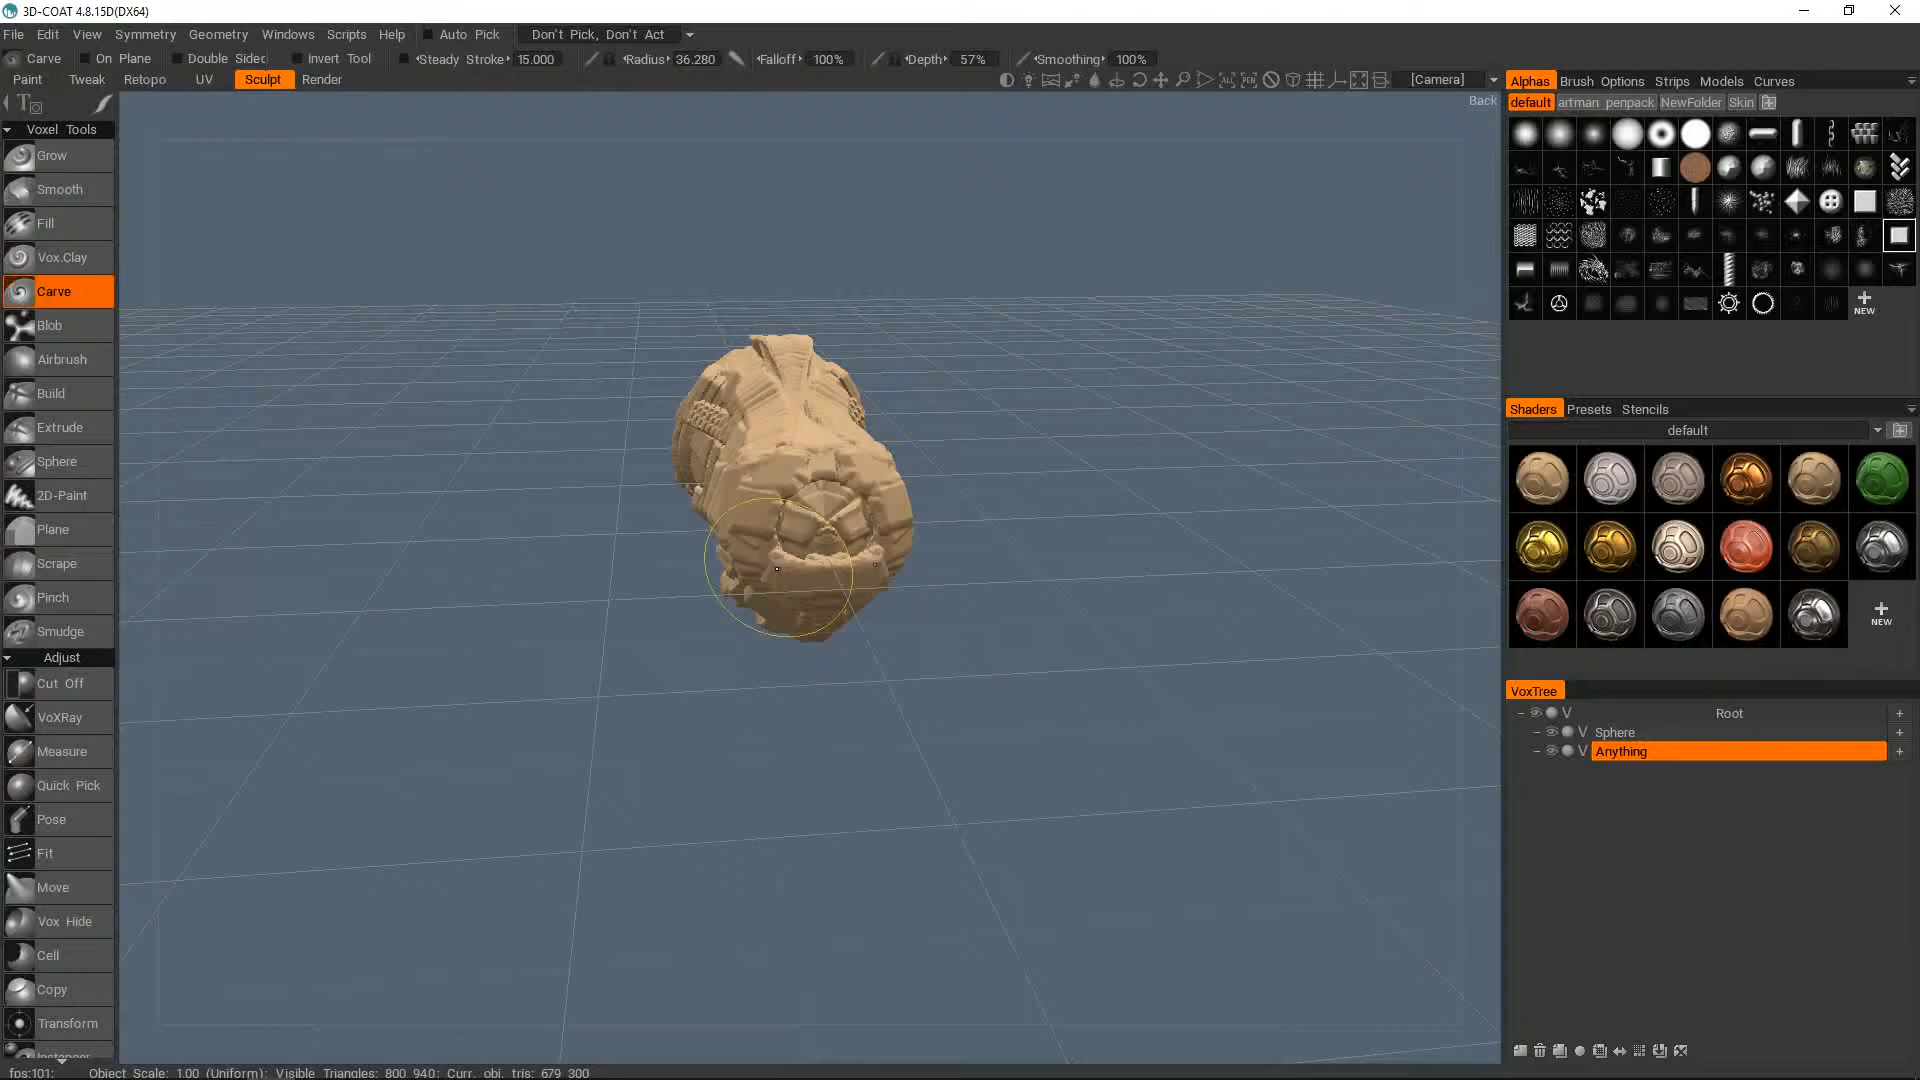 3D-COAT 4.8.15D(DX64)
File Edit View Symmetry Geometry Windows Scripts Help Auto Pick Don't Pick, Don't Act
Carve On Plane Double Sided Invert Tool Steady Stroke 15.000 Radius 36.280 Falloff 100% Depth 57% Smoothing 100%
Paint Tweak Retopo UV Sculpt Render [Camera]
Back
Voxel Tools
Grow
Smooth
Fill
Vox.Clay
Carve
Blob
Airbrush
Build
Extrude
Sphere
2D-Paint
Plane
Scrape
Pinch
Smudge
Adjust
Cut Off
VoXRay
Measure
Quick Pick
Pose
Fit
Move
Vox Hide
Cell
Copy
Transform
Alphas Brush Options Strips Models Curves
default artman penpack NewFolder Skin
NEW
Shaders Presets Stencils
default
NEW
VoxTree
V Root +
V Sphere +
V Anything +
fps:101; Object Scale: 1.00 (Uniform); Visible Triangles: 800 940; Curr. obj. tris: 679 300